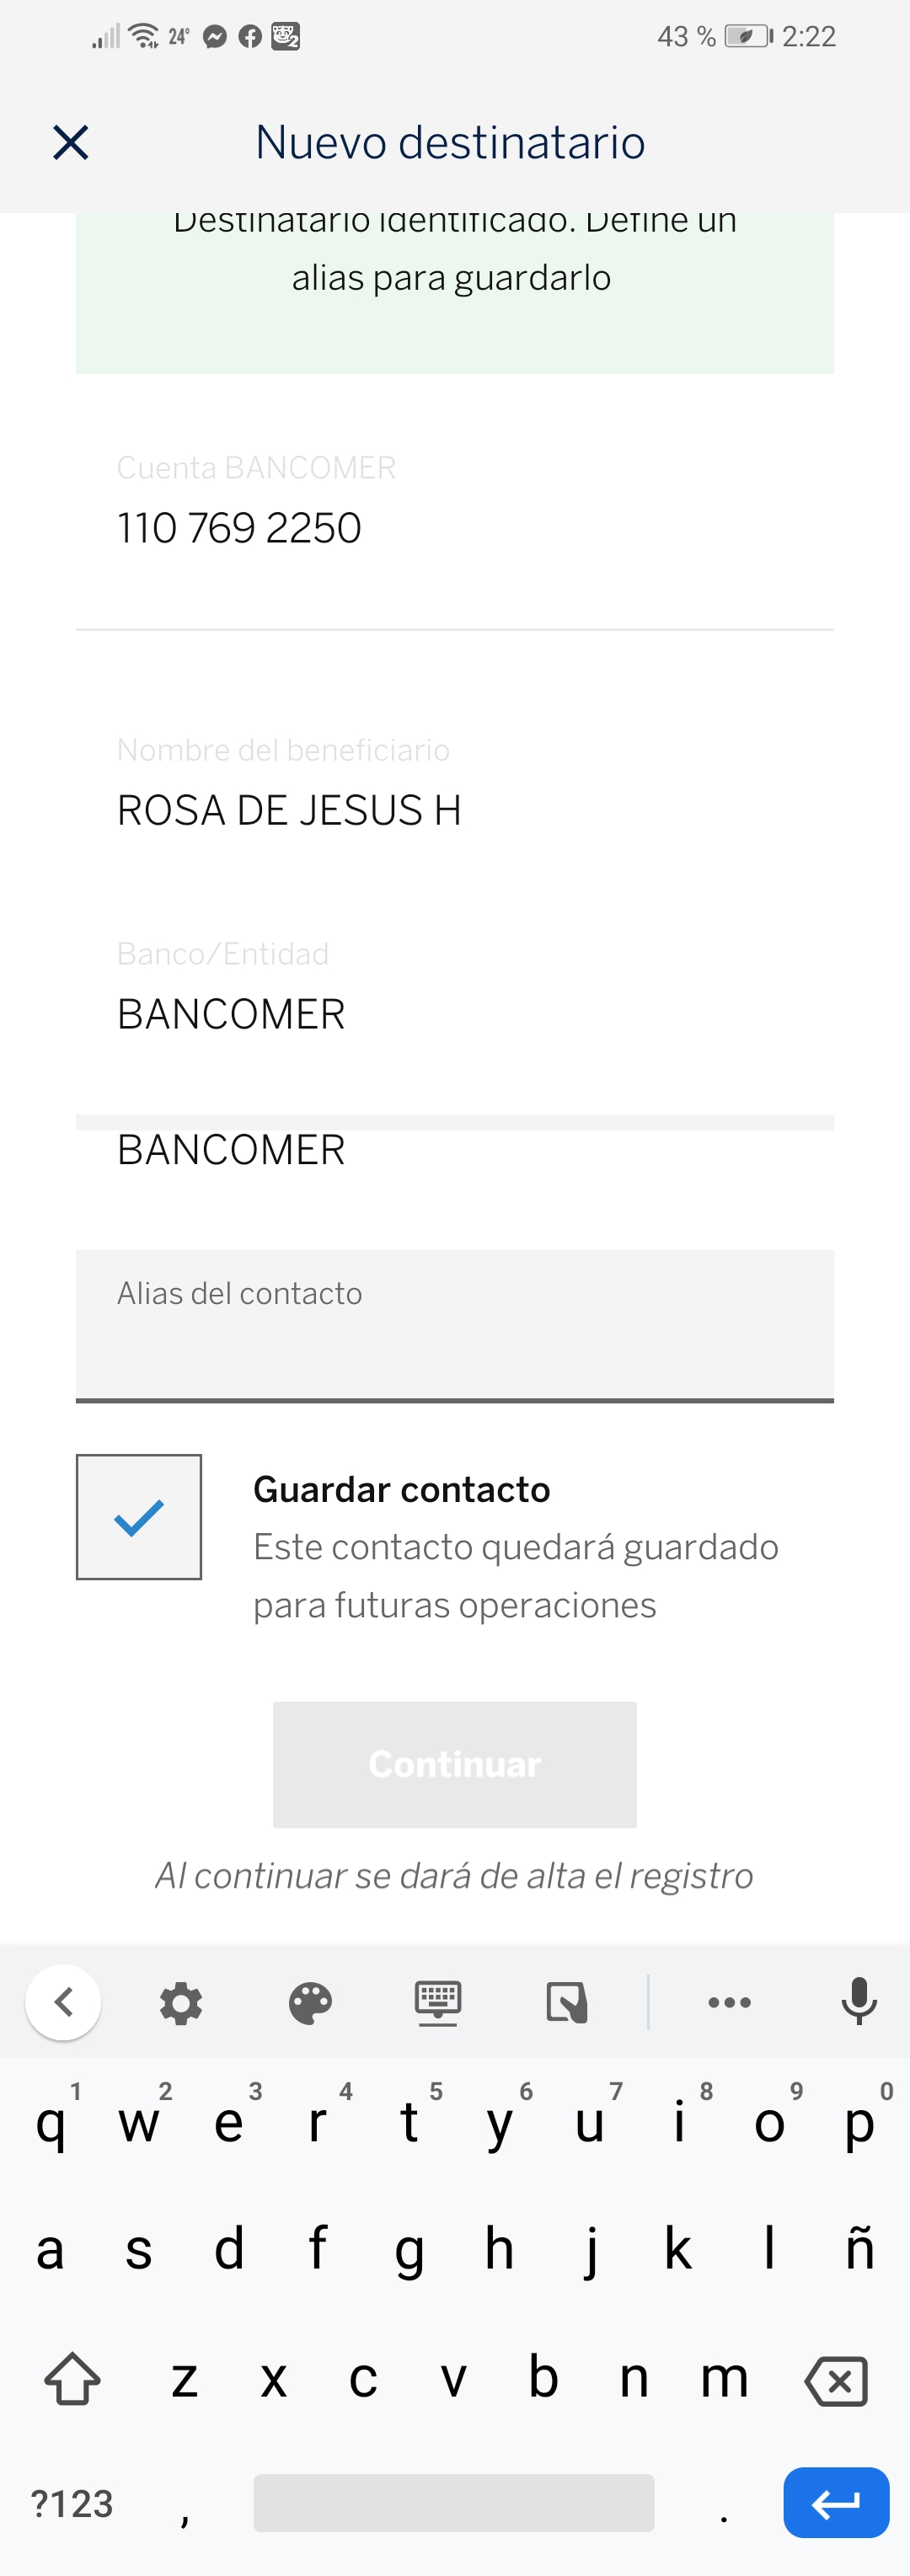 24°
43 %
2:22
Nuevo destinatario
Destinatario identificado. Define un
alias para guardarlo
Cuenta BANCOMER
110 769 2250
Nombre del beneficiario
ROSA DE JESUS H
Banco/Entidad
BANCOMER
BANCOMER
Alias del contacto
Guardar contacto
Este contacto quedará guardado
para futuras operaciones
Continuar
Al continuar se dará de alta el registro
1 2 3 4 5 6 7 8 9 0
q w e r t y u i o p
a s d f g h j k l ñ
z x c v b n m
?123 , .